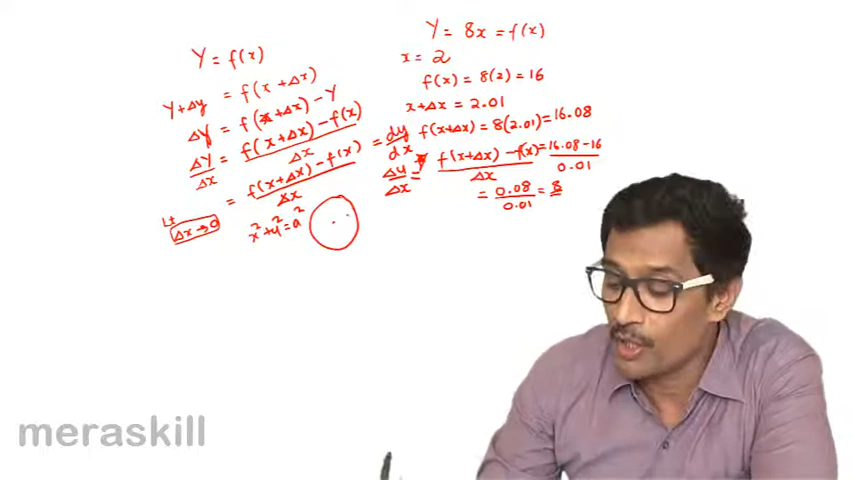 Y = f(x)
Y+Δy = f(x+Δx)
Δy = f(x+Δx) - Y
ΔY/Δx = f(x+Δx) - f(x)/Δx
Lt Δx→0 = f(x+Δx) - f(x)/Δx = dy/dx
x² + y² = a²
Y = 8x = f(x)
x = 2
f(x) = 8(2) = 16
x+Δx = 2.01
f(x+Δx) = 8(2.01) = 16.08
Δy/Δx = f(x+Δx) - f(x)/Δx = 16.08 - 16/0.01
= 0.08/0.01 = 8
meraskill